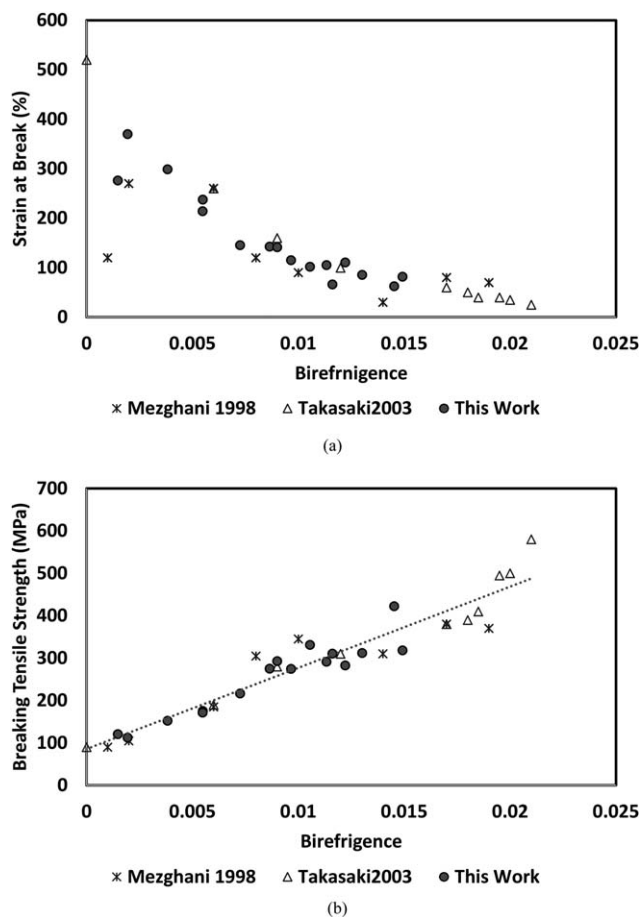 600
500
400
300
200
100
0
Strain at Break (%)
0 0.005 0.01 0.015 0.02 0.025
Birefrnigence
Mezghani 1998 Takasaki2003 This Work
(a)
700
600
500
400
300
200
100
0
Breaking Tensile Strength (MPa)
0 0.005 0.01 0.015 0.02 0.025
Birefrigence
Mezghani 1998 Takasaki2003 This Work
(b)